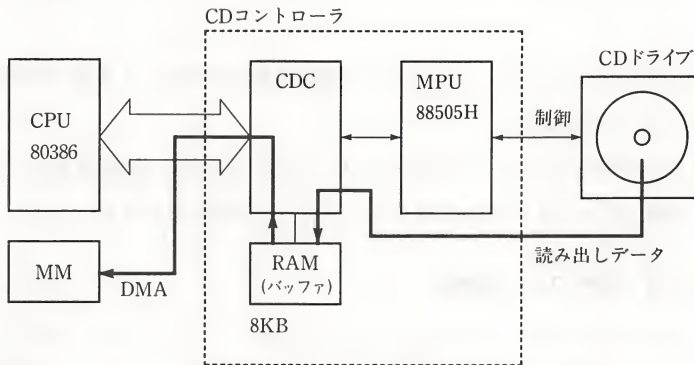 CDコントローラ
CPU
80386
CDC
MPU
88505H
CDドライブ
制御
MM
DMA
RAM
(バッファ)
8KB
読み出しデータ